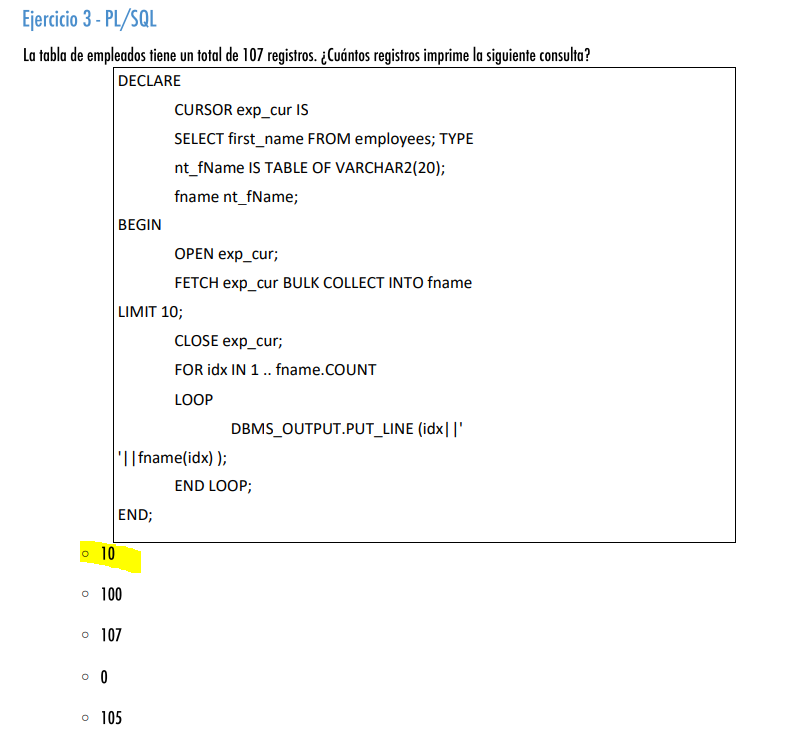 Ejercicio 3 - PL/SQL
La tabla de empleados tiene un total de 107 registros. ¿Cuántos registros imprime la siguiente consulta?
DECLARE
CURSOR exp_cur IS
SELECT first_name FROM employees; TYPE
nt_fName IS TABLE OF VARCHAR2(20);
fname nt_fName;
BEGIN
OPEN exp_cur;
FETCH exp_cur BULK COLLECT INTO fname
LIMIT 10;
CLOSE exp_cur;
FOR idx IN 1 .. fname.COUNT
LOOP
DBMS_OUTPUT.PUT_LINE (idx||'
'||fname(idx) );
END LOOP;
END;
○ 10
○ 100
○ 107
○ 0
○ 105